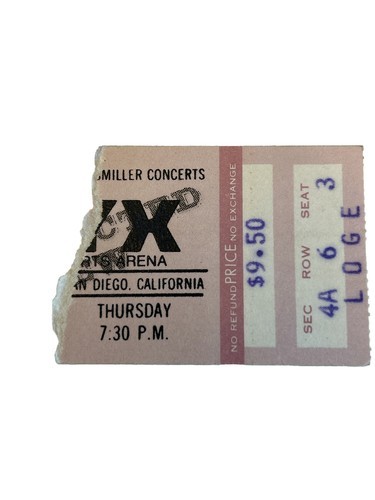 SMILLER CONCERTS
YX
RTS ARENA
N DIEGO, CALIFORNIA
THURSDAY
7:30 P.M.
NO REFUND PRICE NO EXCHANGE
$9.50
SEC ROW SEAT
4A 6 3
LOGE